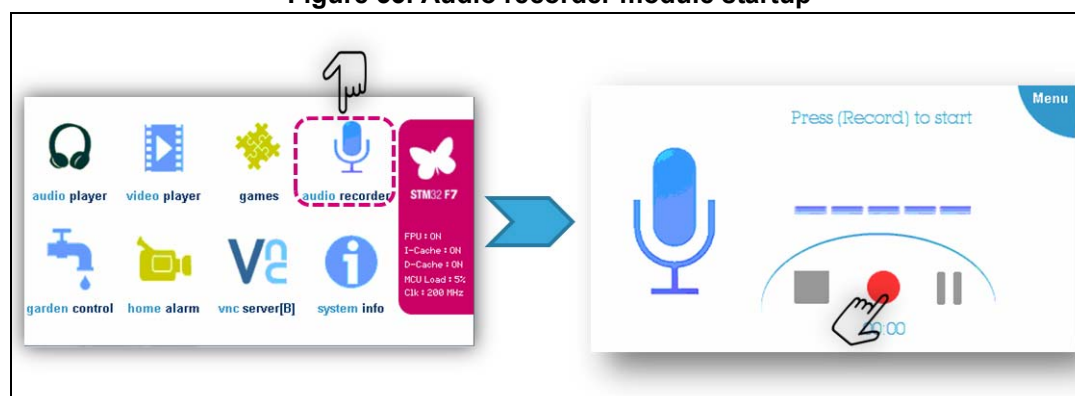 Figure Audio recorder module startup
audio player
video player
games
audio recorder
STM32 F7
FPU : ON
I-Cache : ON
D-Cache : ON
MCU Load : 5%
Clk : 200 MHz
garden control
home alarm
vnc server[B]
system info
Menu
Press (Record) to start
00:00